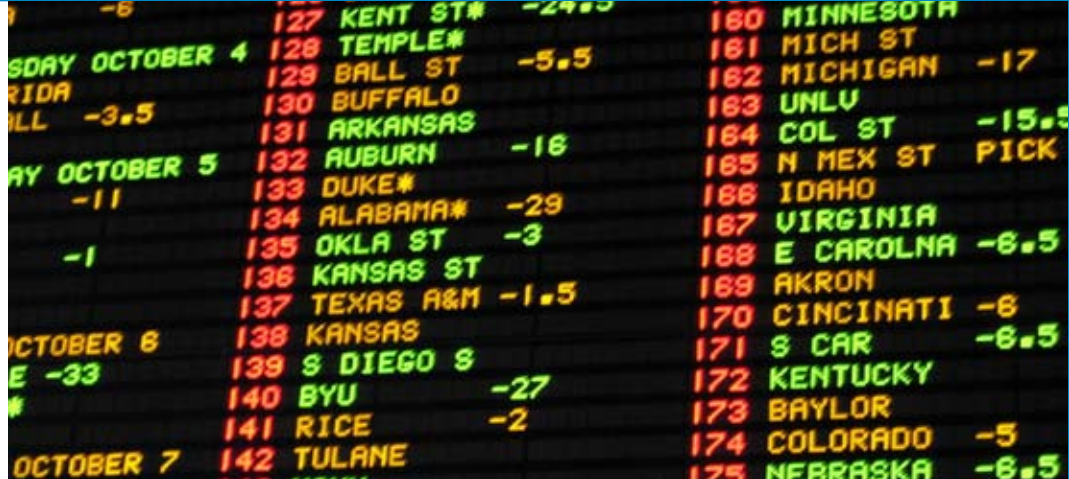 -6
SDAY OCTOBER 4
RIDA
ALL -3.5
AY OCTOBER 5
-11
-1
OCTOBER 6
E -33
*
OCTOBER 7
127 KENT ST* -24.5
128 TEMPLE*
129 BALL ST -5.5
130 BUFFALO
131 ARKANSAS
132 AUBURN -16
133 DUKE*
134 ALABAMA* -29
135 OKLA ST -3
136 KANSAS ST
137 TEXAS A&M -1.5
138 KANSAS
139 S DIEGO S
140 BYU -27
141 RICE -2
142 TULANE
160 MINNESOTA
161 MICH ST
162 MICHIGAN -17
163 UNLV
164 COL ST -15.5
165 N MEX ST PICK
166 IDAHO
167 VIRGINIA
168 E CAROLNA -6.5
169 AKRON
170 CINCINATI -6
171 S CAR -6.5
172 KENTUCKY
173 BAYLOR
174 COLORADO -5
175 NEBRASKA -6.5